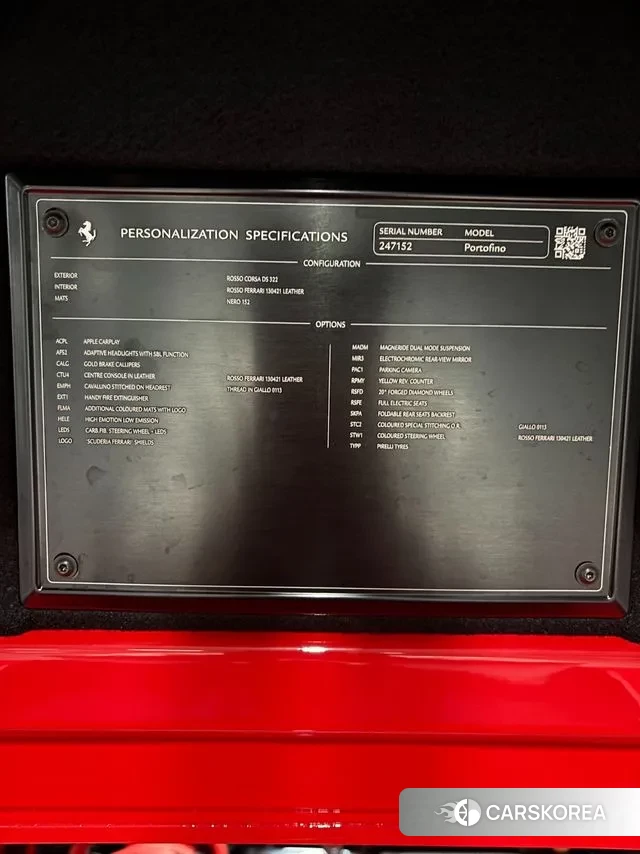 PERSONALIZATION SPECIFICATIONS
SERIAL NUMBER MODEL
247152 Portofino
CONFIGURATION
EXTERIOR ROSSO CORSA DS 322
INTERIOR ROSSO FERRARI 130421 LEATHER
MATS NERO 152
OPTIONS
ACPL APPLE CARPLAY
AFS2 ADAPTIVE HEADLIGHTS WITH SBL FUNCTION
CALG GOLD BRAKE CALLIPERS
CTU4 CENTRE CONSOLE IN LEATHER ROSSO FERRARI 130421 LEATHER
EMPH CAVALLINO STITCHED ON HEADREST THREAD IN GIALLO 0113
EXT1 HANDY FIRE EXTINGUISHER
FLMA ADDITIONAL COLOURED MATS WITH LOGO
HELE HIGH EMOTION LOW EMISSION
LEDS CARB.FIB. STEERING WHEEL + LEDS
LOGO 'SCUDERIA FERRARI' SHIELDS
MADM MAGNERIDE DUAL MODE SUSPENSION
MIR3 ELECTROCHROMIC REAR-VIEW MIRROR
PAC1 PARKING CAMERA
RPMY YELLOW REV. COUNTER
RSFD 20" FORGED DIAMOND WHEELS
RSFE FULL ELECTRIC SEATS
SKPA FOLDABLE REAR SEATS BACKREST
STC2 COLOURED SPECIAL STITCHING O.R. GIALLO 0113
STW1 COLOURED STEERING WHEEL ROSSO FERRARI 130421 LEATHER
TYPP PIRELLI TYRES
CARSKOREA